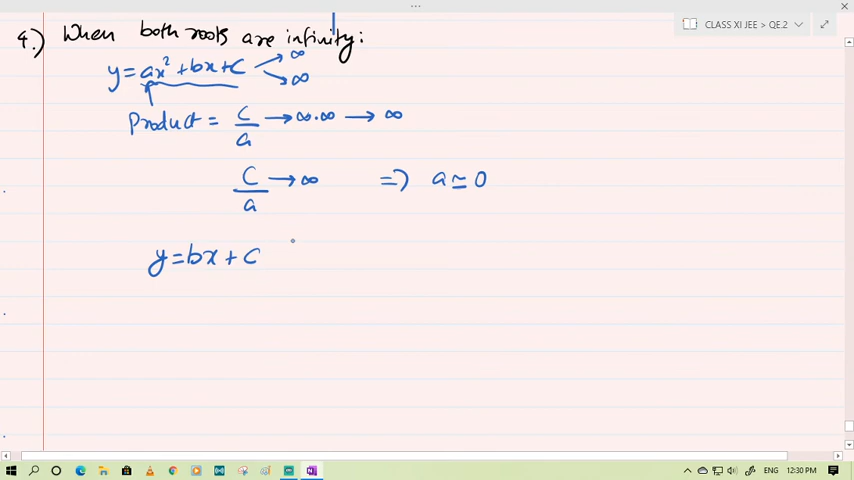 CLASS XI JEE > QE.2
4.) When both roots are infinity:
y = ax² + bx + c → ∞
→ ∞
Product = c/a → ∞·∞ → ∞
c/a → ∞ ⇒ a ≃ 0
y = bx + c
ENG 12:30 PM